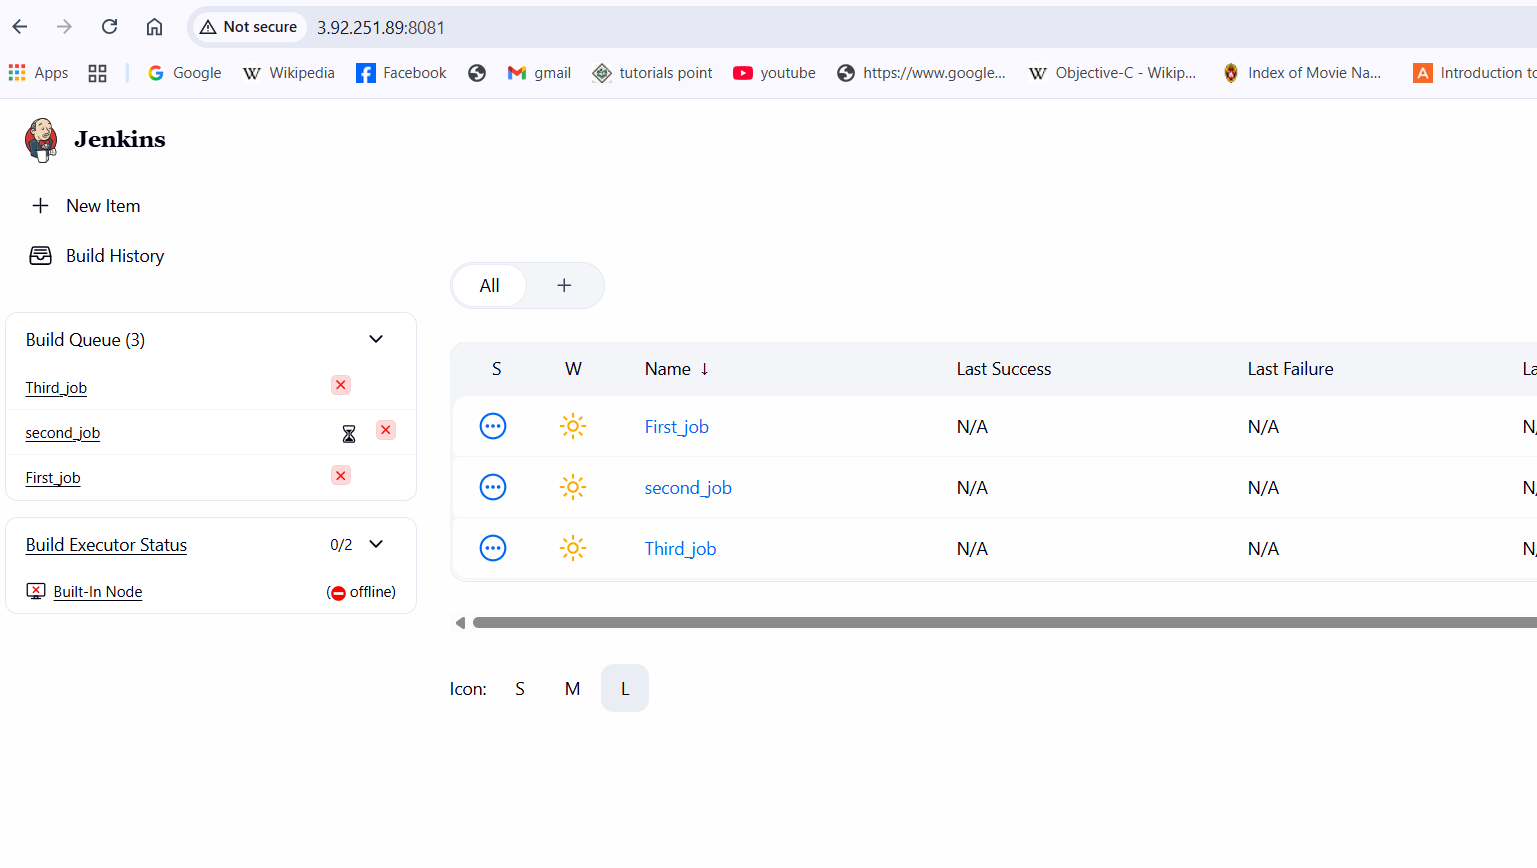 Not secure 3.92.251.89:8081
Apps Google Wikipedia Facebook gmail tutorials point youtube https://www.google... Objective-C - Wikip... Index of Movie Na... Introduction to
Jenkins
New Item
Build History
All +
Build Queue (3)
Third_job
second_job
First_job
Build Executor Status 0/2
Built-In Node (offline)
S W Name ↓ Last Success Last Failure La
First_job N/A N/A N/
second_job N/A N/A N/
Third_job N/A N/A N/
Icon: S M L